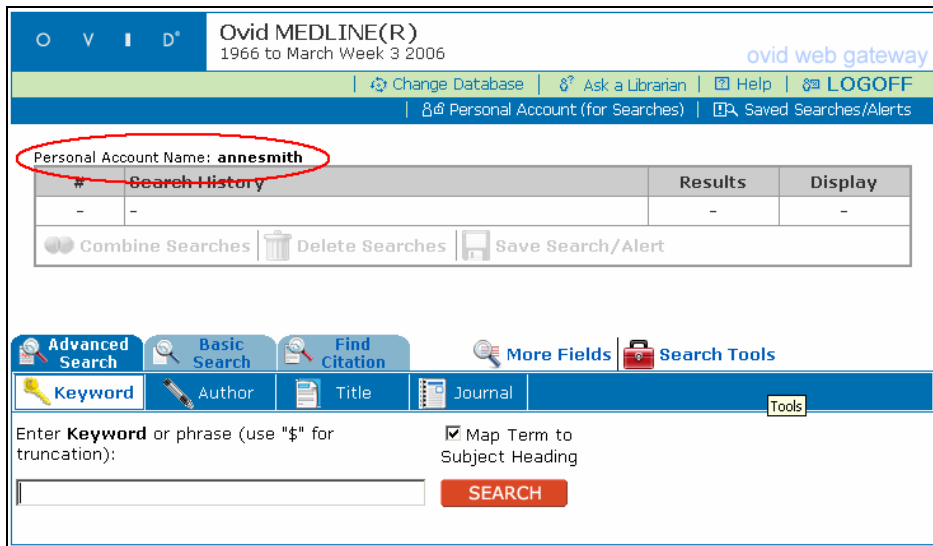 O V I D®
Ovid MEDLINE(R)
1966 to March Week 3 2006
ovid web gateway
| Change Database | Ask a Librarian | Help | LOGOFF
| Personal Account (for Searches) | Saved Searches/Alerts
Personal Account Name: annesmith
# Search History Results Display
- - - -
Combine Searches | Delete Searches | Save Search/Alert
Advanced Search
Basic Search
Find Citation
More Fields | Search Tools
Keyword Author Title Journal
Tools
Enter Keyword or phrase (use "$" for
truncation):
Map Term to
Subject Heading
SEARCH